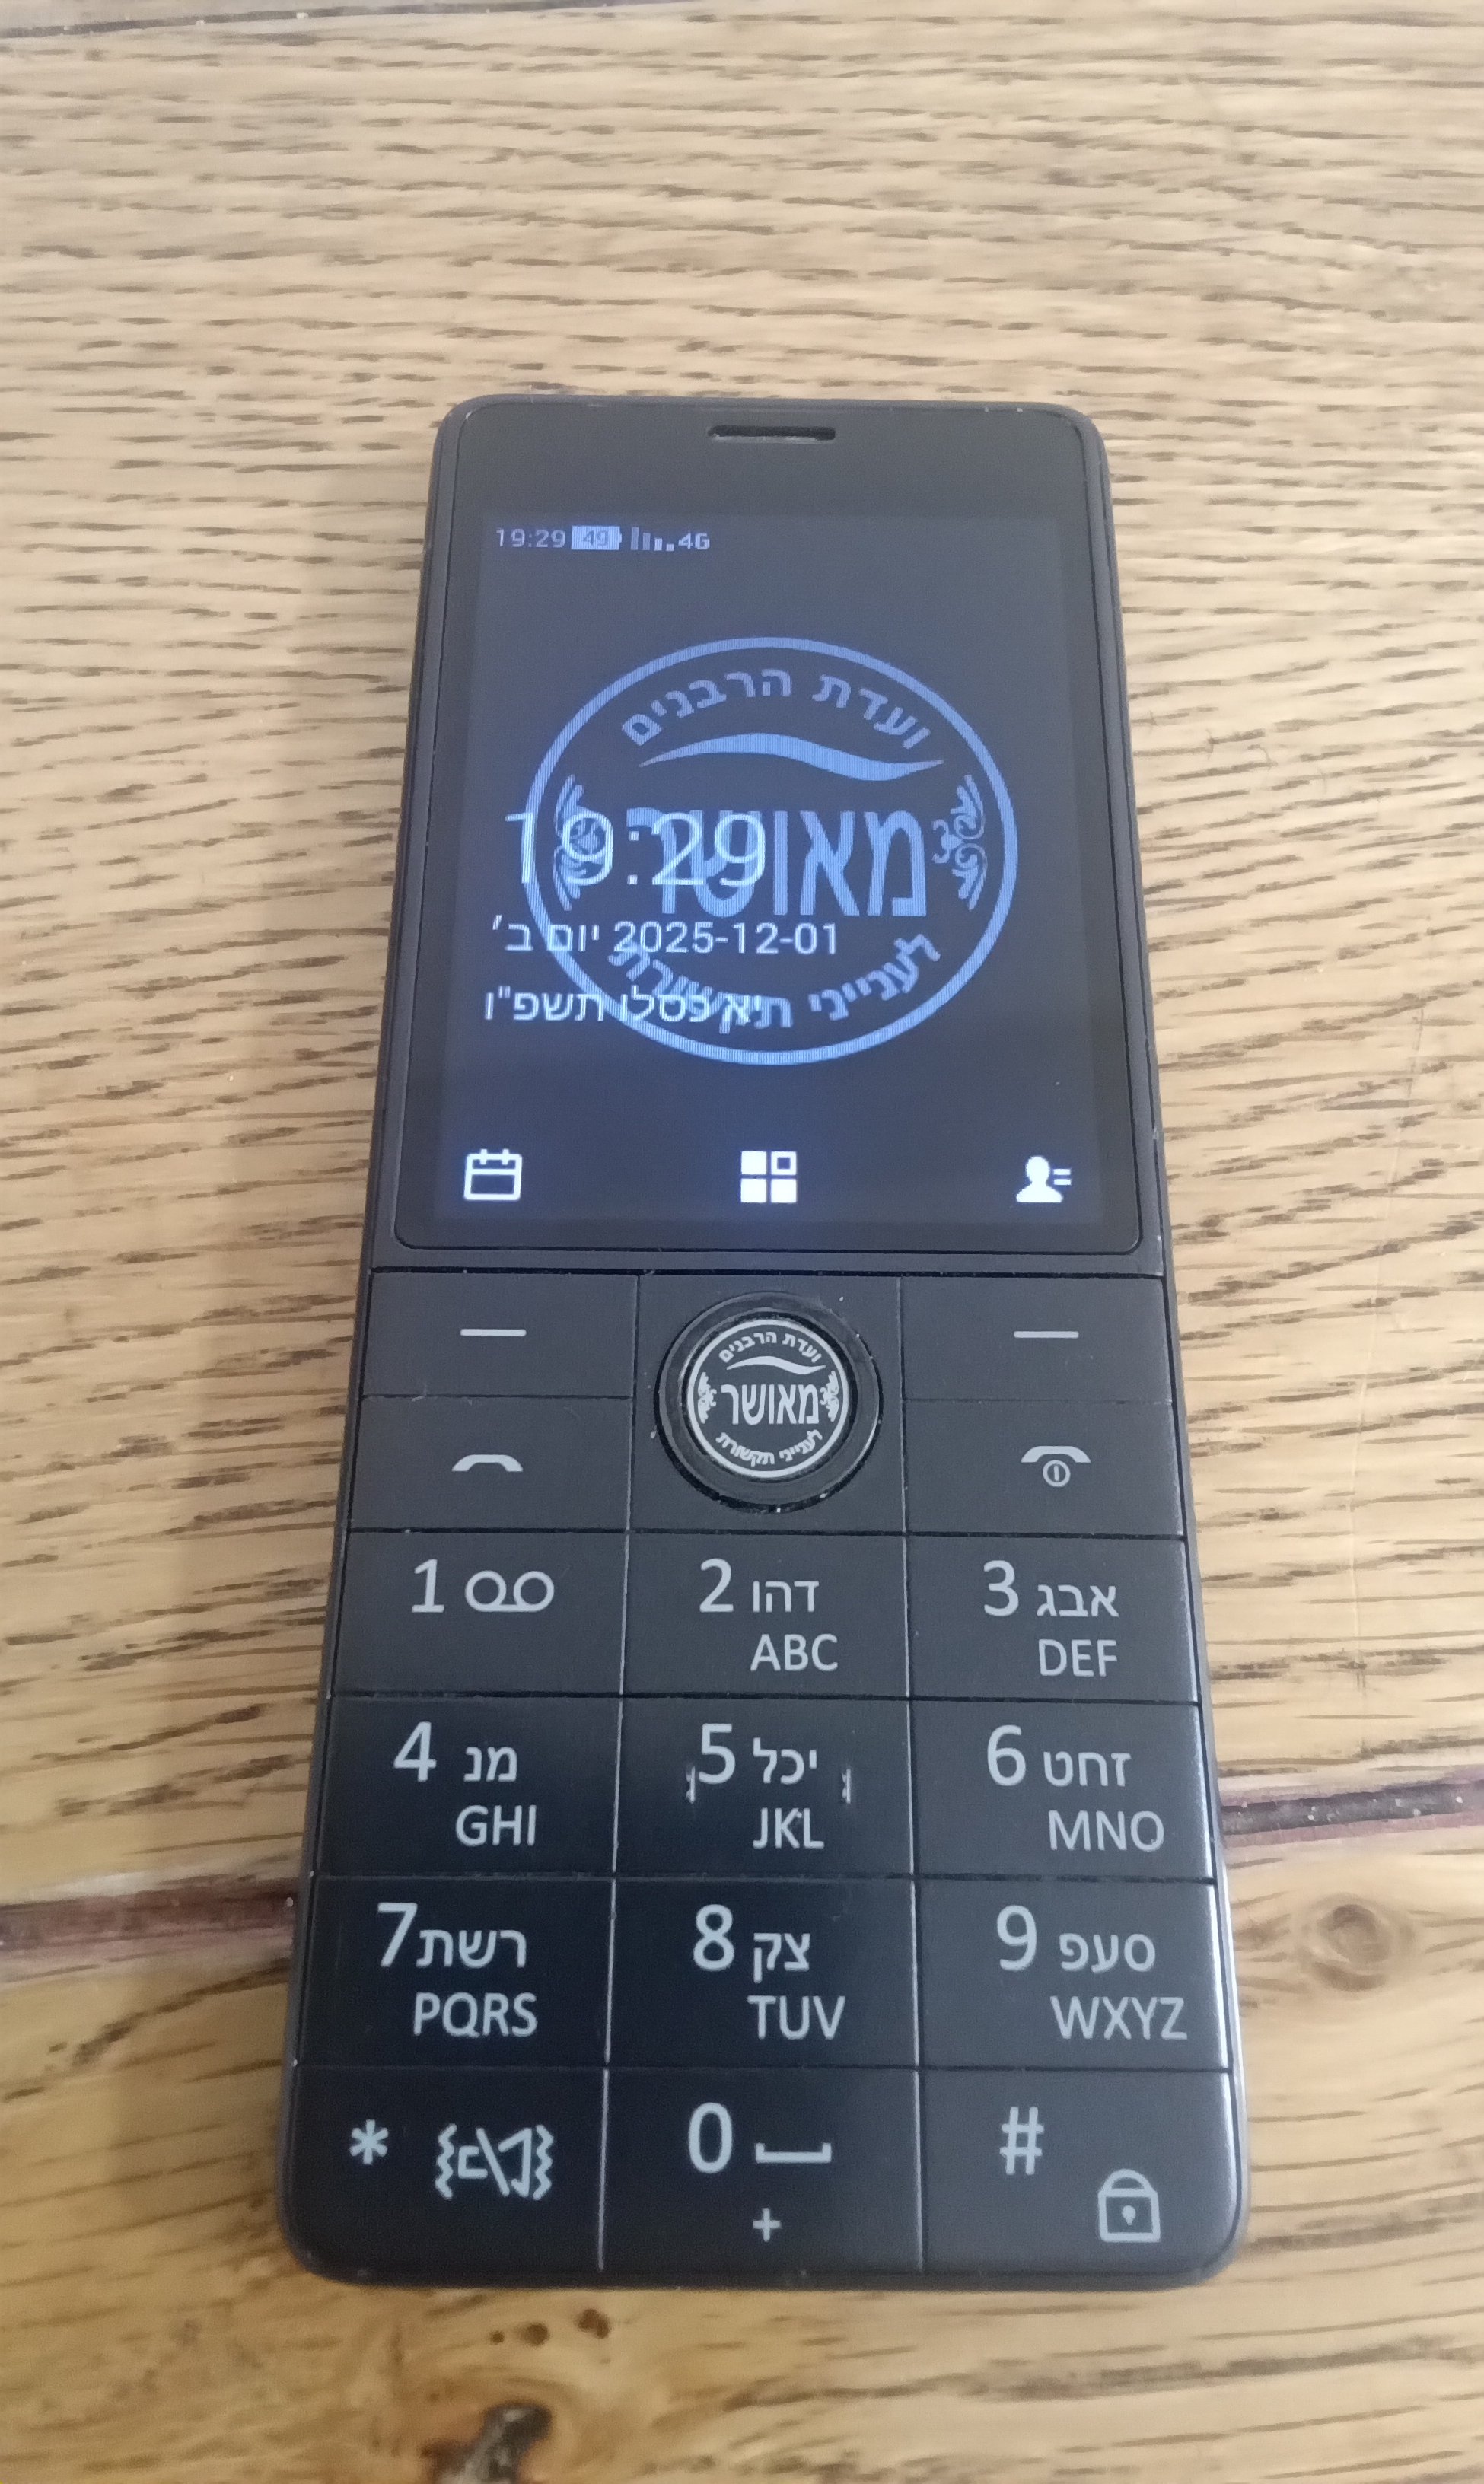 19:29 49 4G
ועדת הרבנים
מאושר
לענייני תקשורת
19:29
2025-12-01 יום ב'
יא כסלו תשפ"ו
ועדת הרבנים
מאושר
לענייני תקשורת
1 2 דהו 3 אבג
ABC DEF
4 מנ 5 יכל 6 זחט
GHI JKL MNO
7 רשת 8 צק 9 סעפ
PQRS TUV WXYZ
* 0 #
+